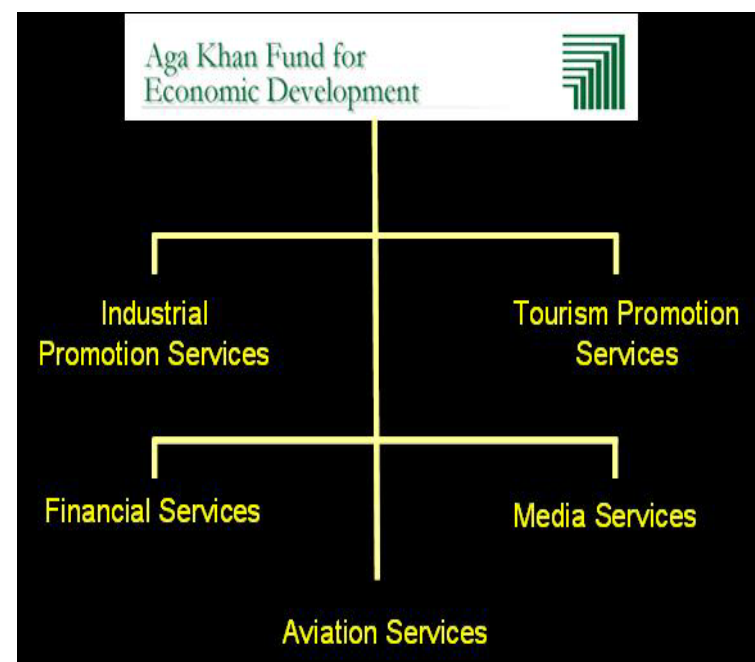 Aga Khan Fund for
Economic Development
Industrial
Promotion Services
Tourism Promotion
Services
Financial Services
Media Services
Aviation Services